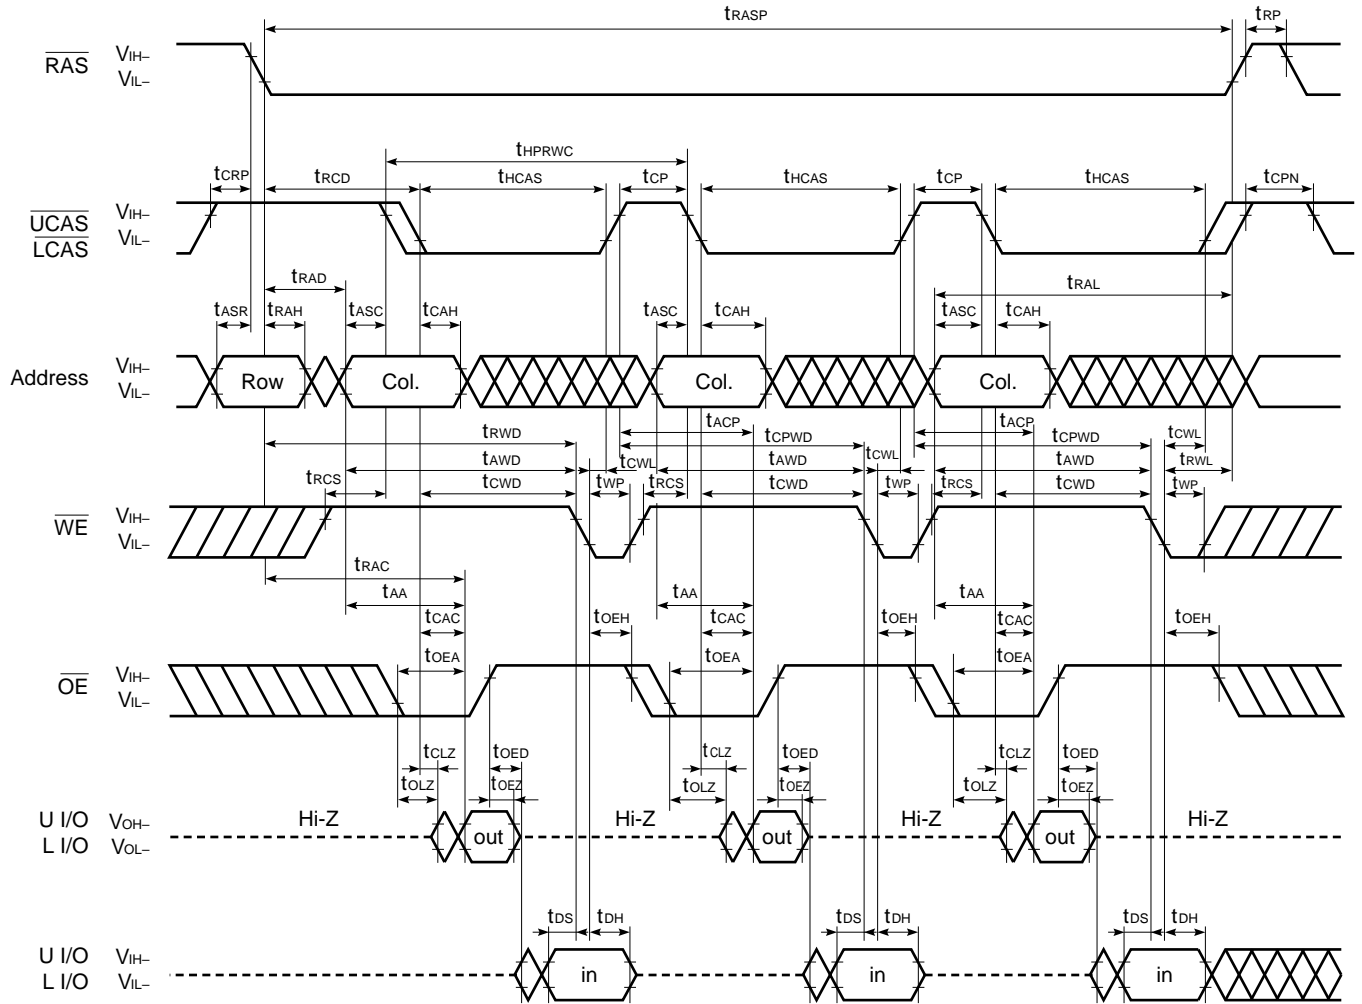 tRASP tRP
RAS VIH–
VIL–
tHPRWC
tCRP tRCD tHCAS tCP tHCAS tCP tHCAS tCPN
UCAS VIH–
LCAS VIL–
tRAD tRAL
tASR tRAH tASC tCAH tASC tCAH tASC tCAH
Address VIH–
VIL–
Row Col. Col. Col.
tRWD tACP tCPWD tACP tCPWD tCWL
tAWD tCWL tAWD tCWL tAWD tRWL
tRCS tCWD tWP tRCS tCWD tWP tRCS tCWD tWP
WE VIH–
VIL–
tRAC
tAA tAA tAA
tCAC tOEH tCAC tOEH tCAC tOEH
tOEA tOEA tOEA
OE VIH–
VIL–
tCLZ tOED tCLZ tOED tCLZ tOED
tOLZ tOEZ tOLZ tOEZ tOLZ tOEZ
Hi-Z Hi-Z Hi-Z Hi-Z
U I/O VOH–
L I/O VOL–
out out out
tDS tDH tDS tDH tDS tDH
U I/O VIH–
L I/O VIL–
in in in